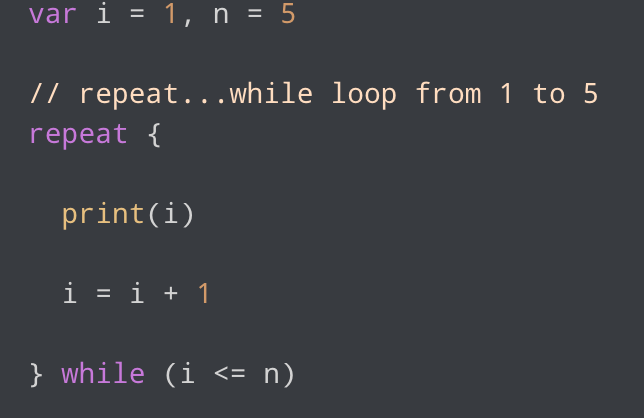 var i = 1, n = 5
// repeat...while loop from 1 to 5
repeat {
print(i)
i = i + 1
} while (i <= n)